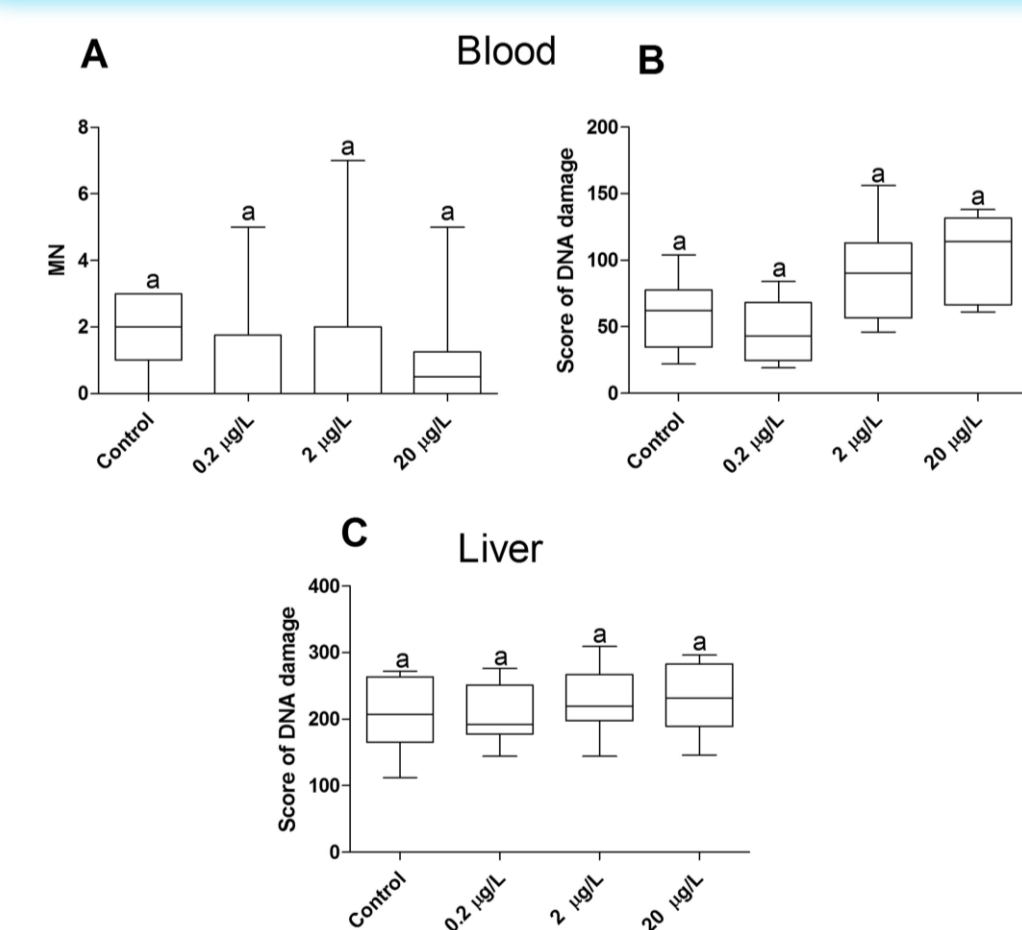 Blood
A
B
MN
8
6
4
2
0
a
a
a
a
Control
0.2 µg/L
2 µg/L
20 µg/L
Score of DNA damage
200
150
100
50
0
a
a
a
a
Control
0.2 µg/L
2 µg/L
20 µg/L
C
Liver
Score of DNA damage
400
300
200
100
0
a
a
a
a
Control
0.2 µg/L
2 µg/L
20 µg/L